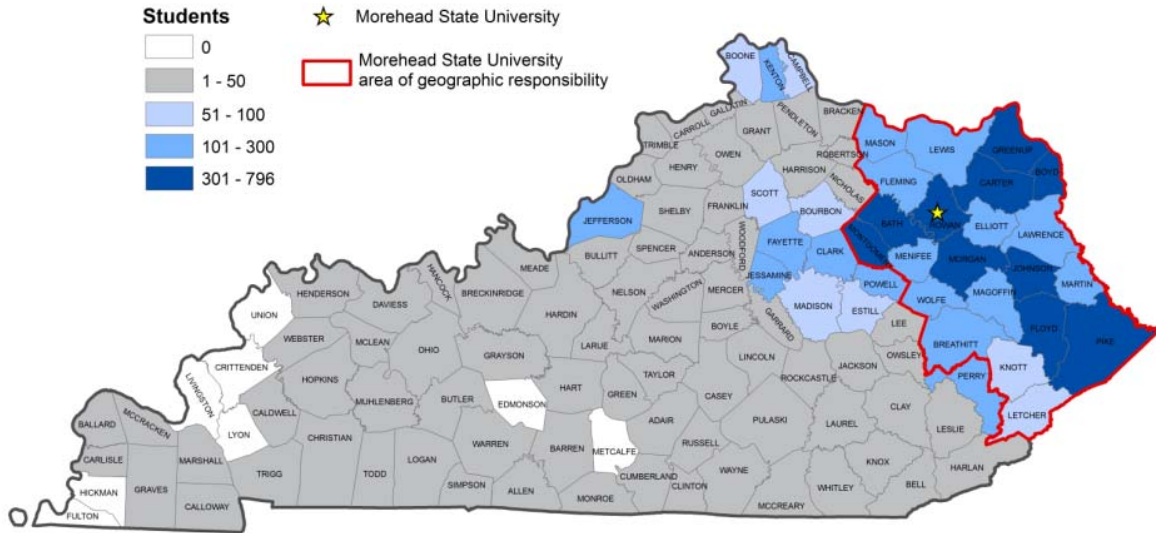 Students
0
1 - 50
51 - 100
101 - 300
301 - 796
Morehead State University
Morehead State University
area of geographic responsibility
BOONE
KENTON
CAMPBELL
GALLATIN
CARROLL
PENDLETON
BRACKEN
GRANT
TRIMBLE
OWEN
MASON
LEWIS
GREENUP
ROBERTSON
HENRY
HARRISON
BOYD
OLDHAM
NICHOLAS
FLEMING
CARTER
SCOTT
FRANKLIN
BOURBON
JEFFERSON
SHELBY
BATH
ROWAN
ELLIOTT
LAWRENCE
WOODFORD
FAYETTE
MONTGOMERY
SPENCER
ANDERSON
CLARK
MENIFEE
MORGAN
BULLITT
JOHNSON
JESSAMINE
MEADE
HANCOCK
POWELL
MAGOFFIN
MARTIN
NELSON
WASHINGTON
MERCER
BRECKINRIDGE
HENDERSON
DAVIESS
MADISON
ESTILL
WOLFE
UNION
HARDIN
GARRARD
LEE
FLOYD
PIKE
WEBSTER
MCLEAN
OHIO
LARUE
MARION
BOYLE
BREATHITT
OWSLEY
GRAYSON
LINCOLN
CRITTENDEN
KNOTT
JACKSON
ROCKCASTLE
PERRY
TAYLOR
LIVINGSTON
HOPKINS
HART
GREEN
CASEY
MUHLENBERG
BUTLER
EDMONSON
CLAY
LETCHER
CALDWELL
PULASKI
LYON
ADAIR
LAUREL
LESLIE
MCCRACKEN
BALLARD
CHRISTIAN
WARREN
BARREN
METCALFE
RUSSELL
LOGAN
CARLISLE
MARSHALL
KNOX
HARLAN
TRIGG
TODD
WAYNE
CUMBERLAND
BELL
SIMPSON
ALLEN
CLINTON
WHITLEY
HICKMAN
GRAVES
MONROE
CALLOWAY
MCCREARY
FULTON